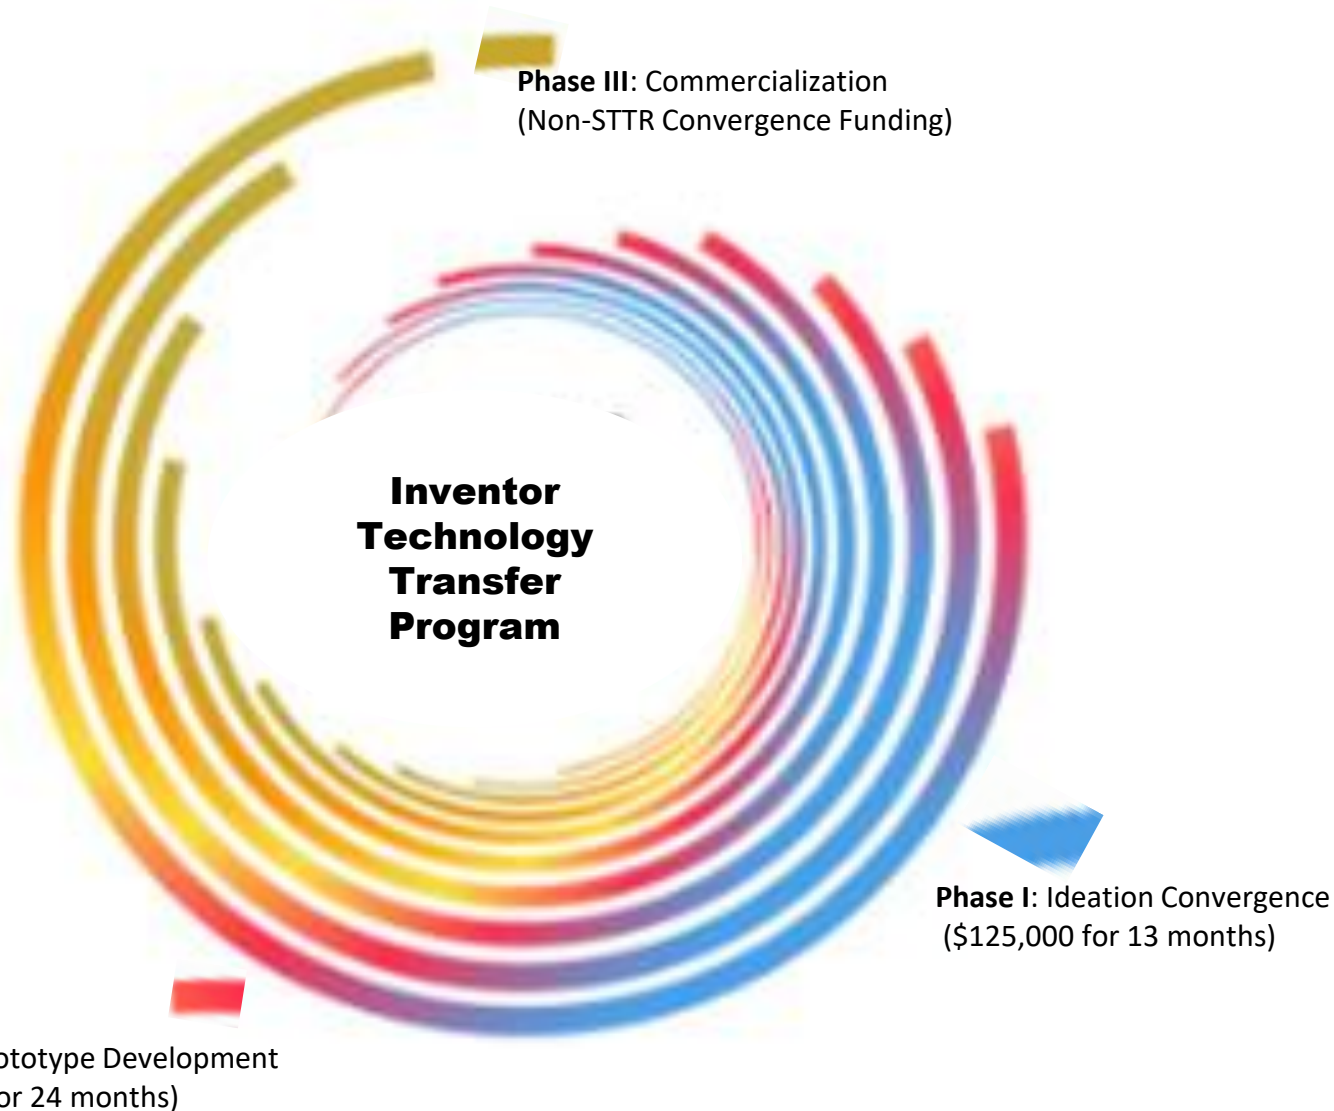 Phase III: Commercialization
(Non-STTR Convergence Funding)
Inventor
Technology
Transfer
Program
Phase I: Ideation Convergence
($125,000 for 13 months)
ototype Development
or 24 months)